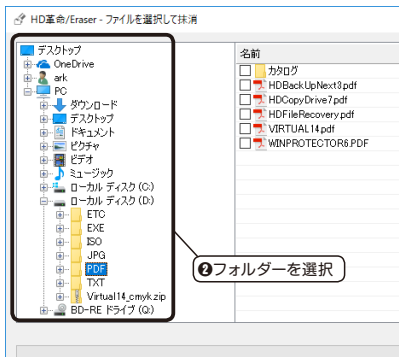 HD革命/Eraser - ファイルを選択して抹消
デスクトップ
OneDrive
ark
PC
ダウンロード
デスクトップ
ドキュメント
ピクチャ
ビデオ
ミュージック
ローカル ディスク (C:)
ローカル ディスク (D:)
ETC
EXE
ISO
JPG
PDF
TXT
Virtual14_cmyk.zip
BD-RE ドライブ (Q:)
名前
カタログ
HDBackUpNext3.pdf
HDCopyDrive7.pdf
HDFileRecovery.pdf
VIRTUAL14.pdf
WINPROTECTOR6.PDF
❷フォルダーを選択